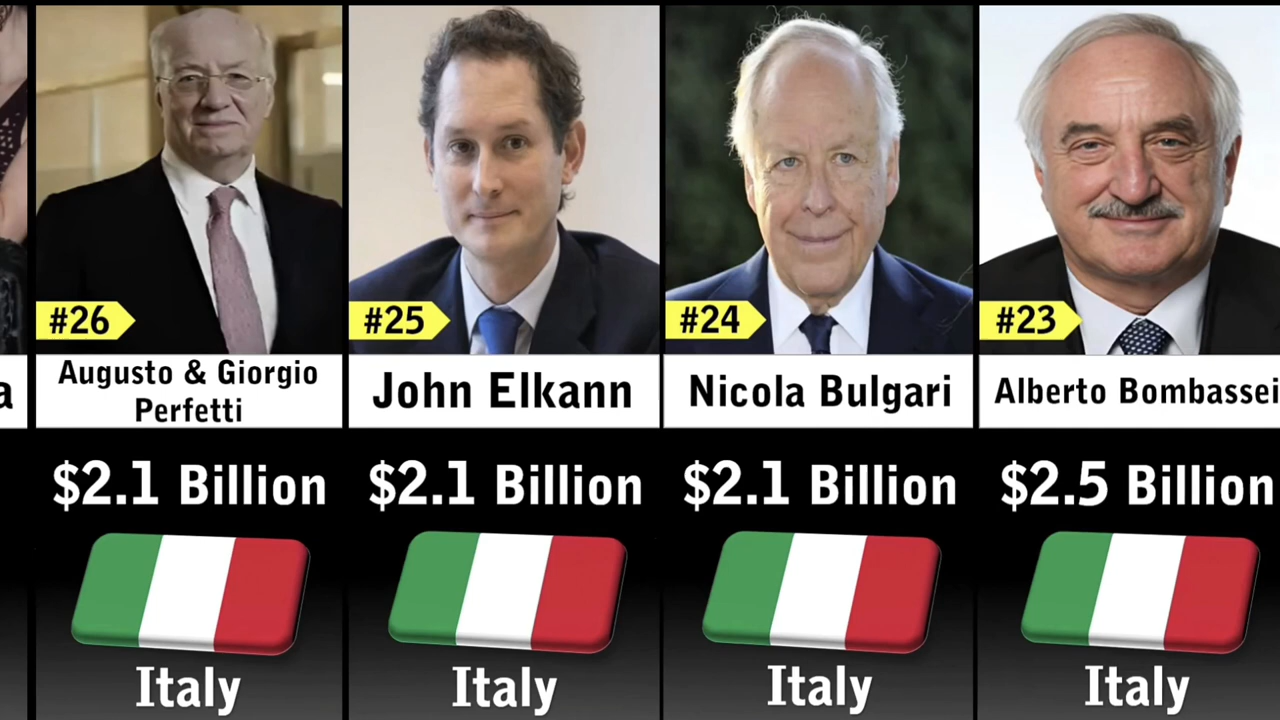 #26
Augusto & Giorgio
Perfetti
$2.1 Billion
Italy
#25
John Elkann
$2.1 Billion
Italy
#24
Nicola Bulgari
$2.1 Billion
Italy
#23
Alberto Bombassei
$2.5 Billion
Italy